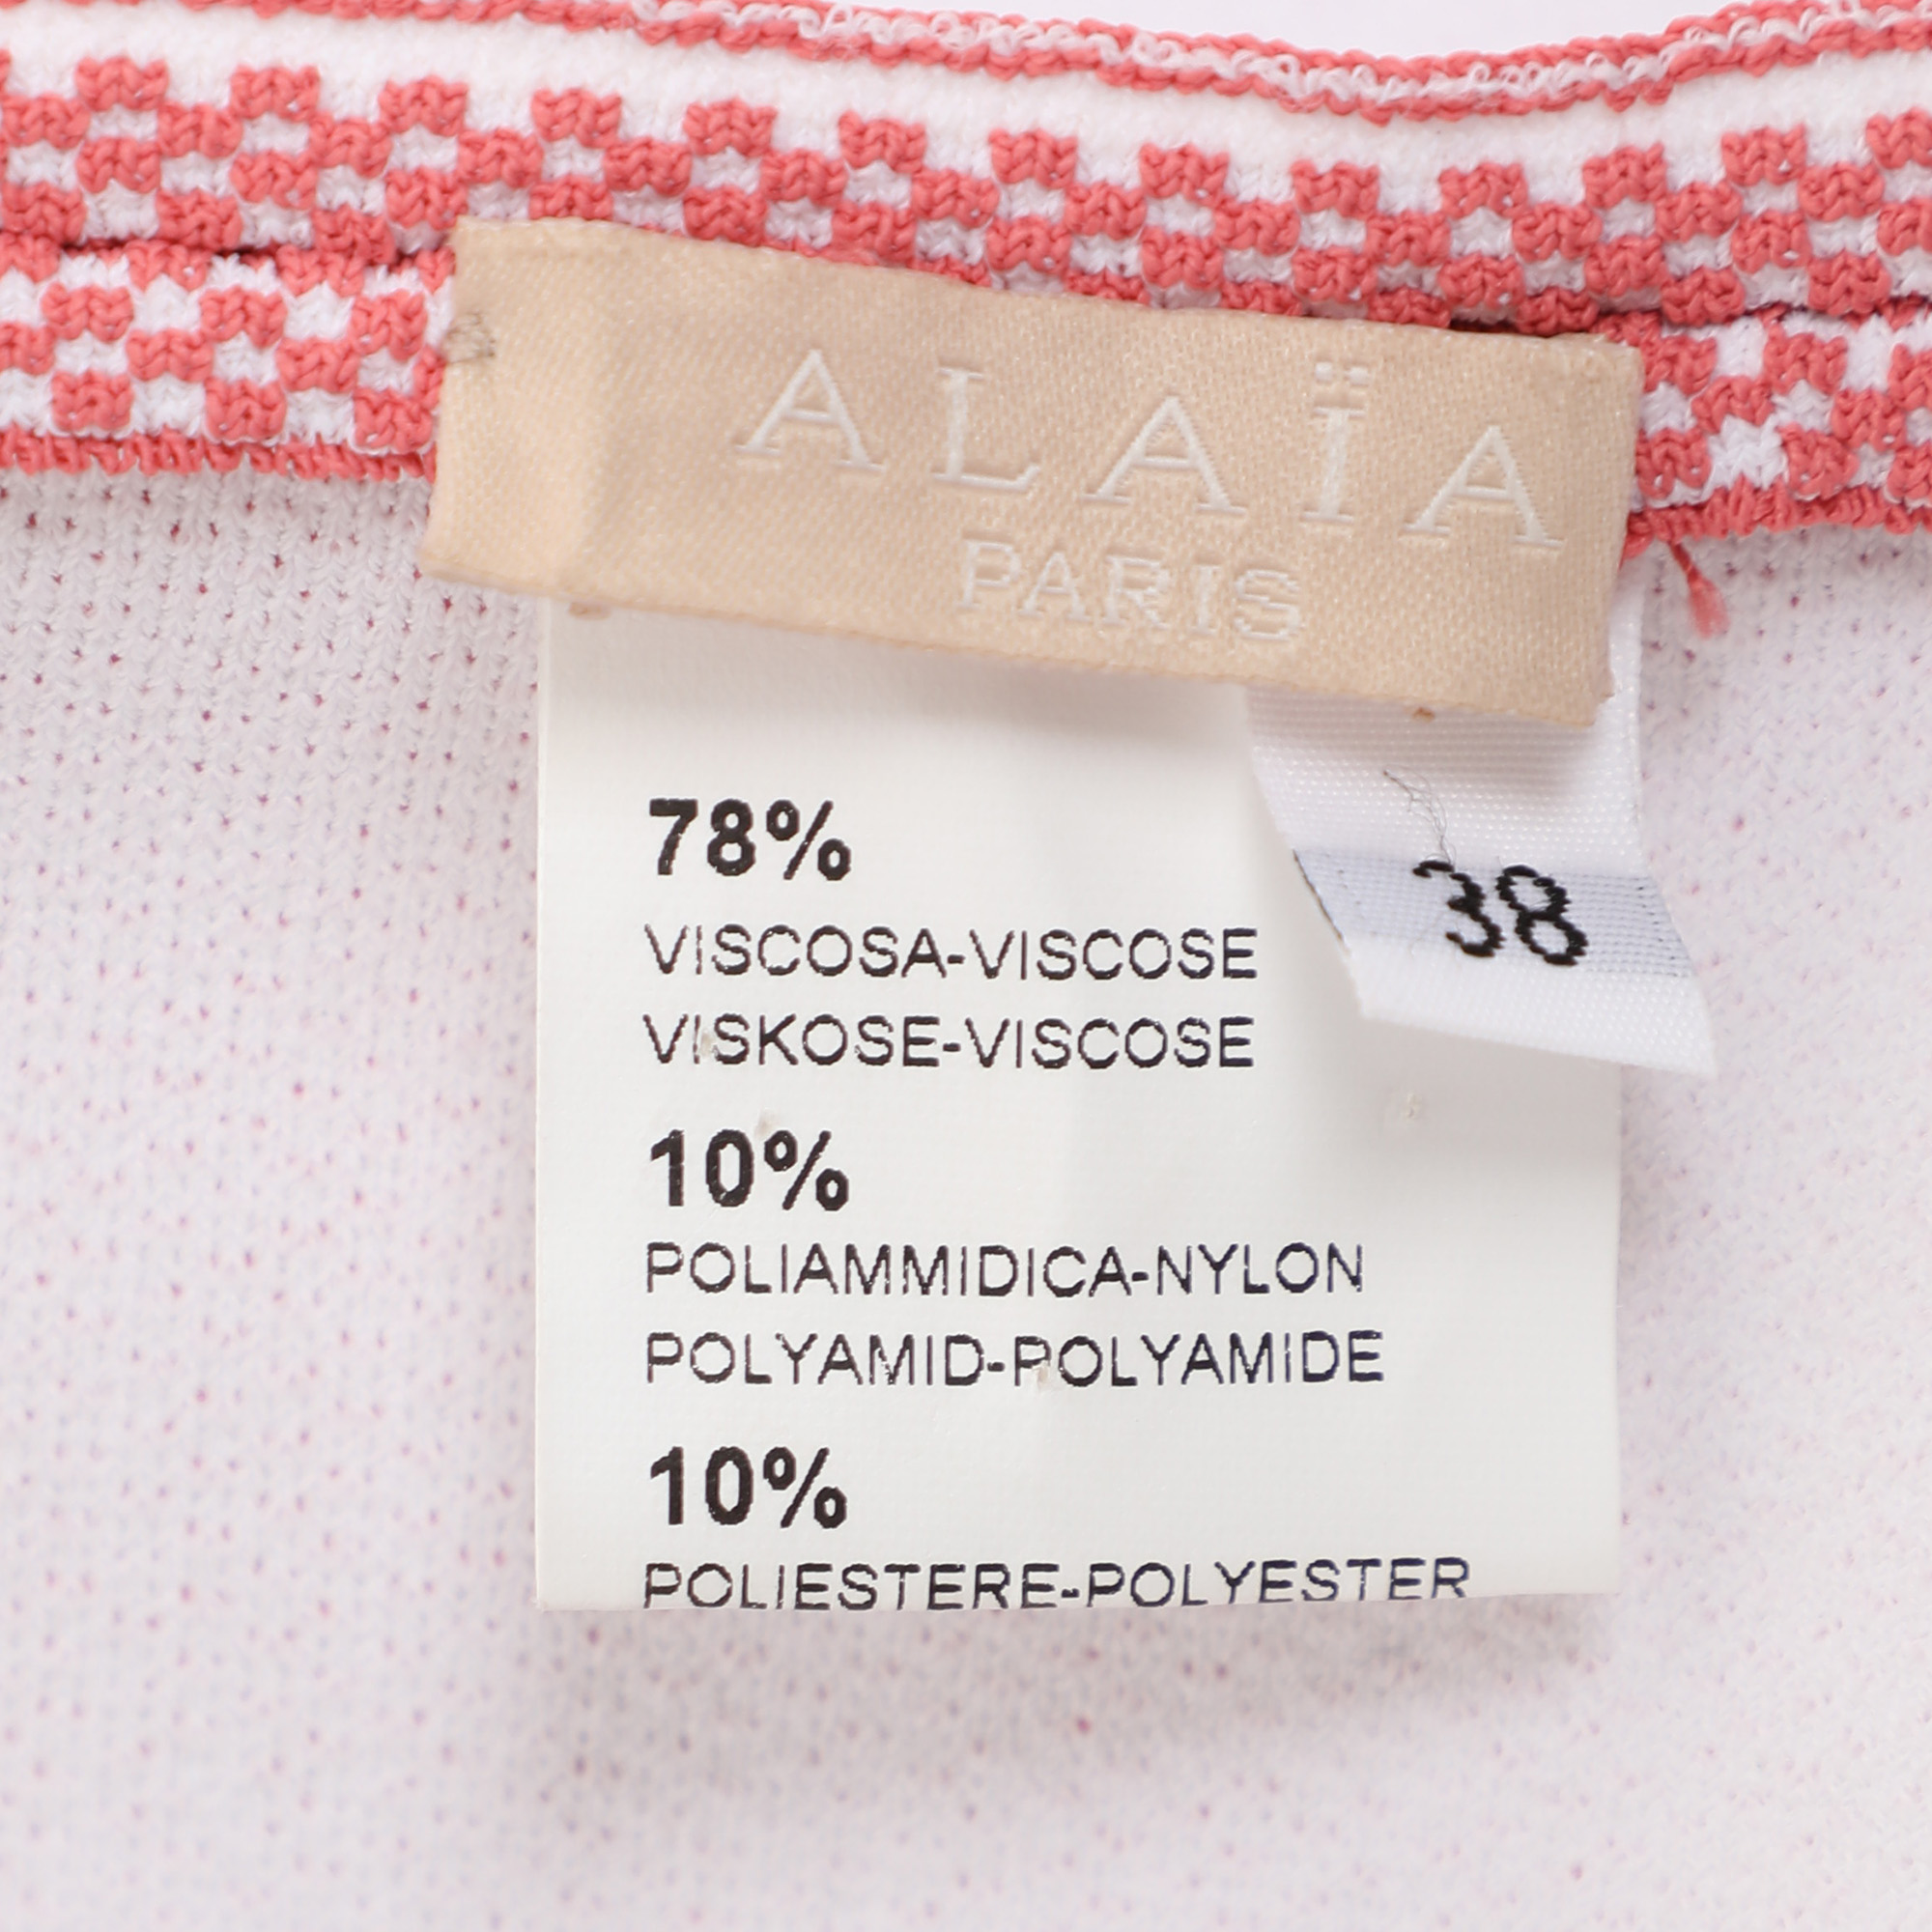 ALAÏA
PARIS
38
78%
VISCOSA-VISCOSE
VISKOSE-VISCOSE
10%
POLIAMMIDICA-NYLON
POLYAMID-POLYAMIDE
10%
POLIESTERE-POLYESTER